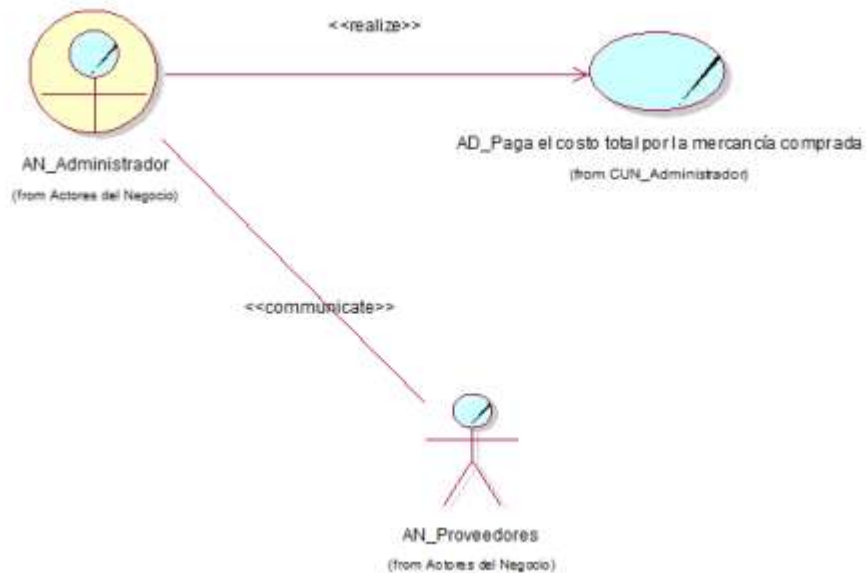 <<realize>>
AN_Administrador
(from Actores del Negocio)
AD_Paga el costo total por la mercancía comprada
(from CUN_Administrador)
<<communicate>>
AN_Proveedores
(from Actores del Negocio)